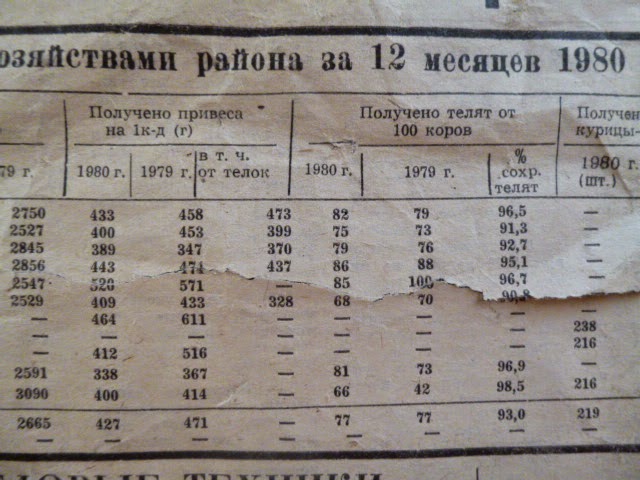 озяйствами района за 12 месяцев 1980
Получено привеса Получено телят от Получен
на 1к-д (г) 100 коров курицы-
79 г. 1980 г. 1979 г. в т. ч. от телок 1980 г. 1979 г. % сохр. телят 1980 г. (шт.)
2750 433 458 473 82 79 96,5 —
2527 400 453 399 75 73 91,3 —
2845 389 347 370 79 76 92,7 —
2856 443 474 437 86 88 95,1 —
2547 571 — 85 100 96,7 —
2529 409 433 328 68 70 —
— 464 611 — — — —
— — — — — — — 238
— 412 516 — — — — 216
2591 338 367 — 81 73 96,9 —
3090 400 414 — 66 42 98,5 216
2665 427 471 — 77 77 93,0 219
— — — — — — — —